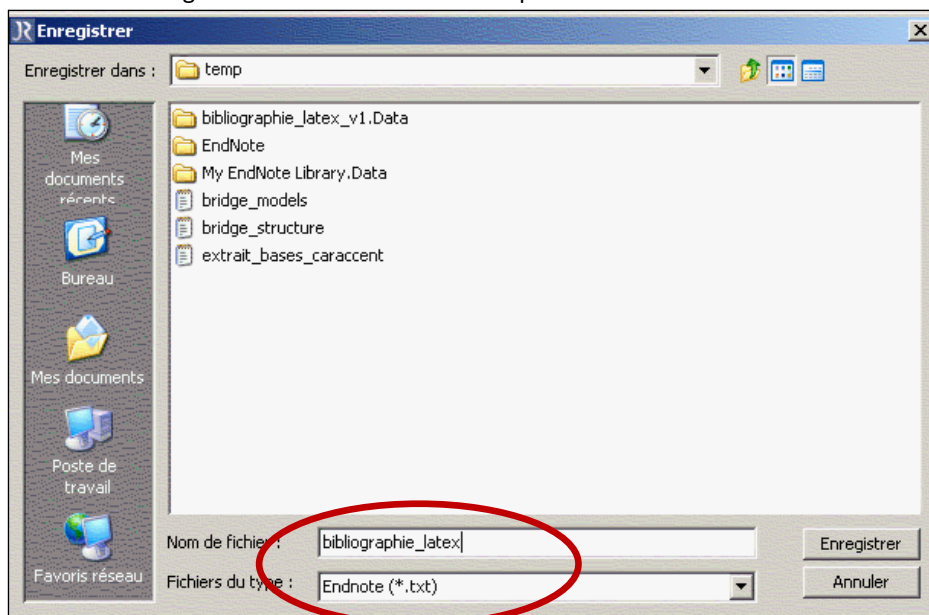 Enregistrer
Enregistrer dans :
temp
Mes
documents
récents
Bureau
Mes documents
Poste de
travail
Favoris réseau
bibliographie_latex_v1.Data
EndNote
My EndNote Library.Data
bridge_models
bridge_structure
extrait_bases_caraccent
Nom de fichier :
bibliographie_latex
Enregistrer
Fichiers du type :
Endnote (*.txt)
Annuler